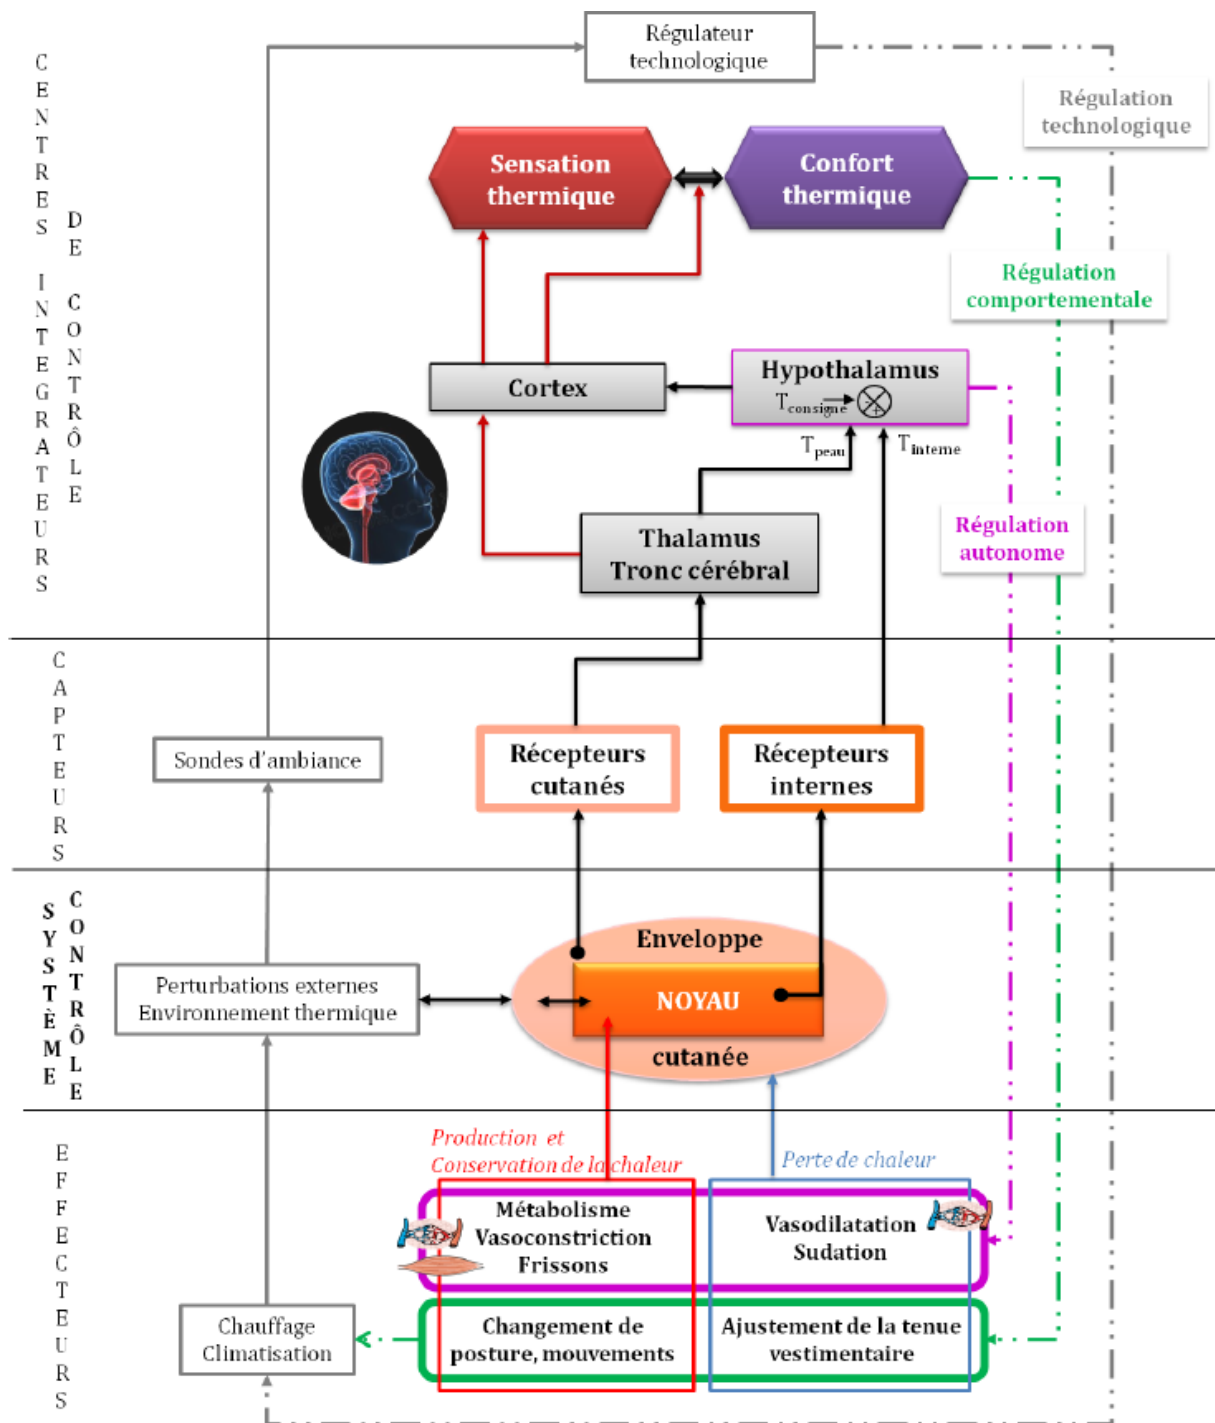 Régulateur
technologique
CENTRES INTEGRATEURS
DE CONTRÔLE
Régulation
technologique
Sensation
thermique
Confort
thermique
Régulation
comportementale
Cortex
Hypothalamus
Tconsigne
Tpeau
Tinterne
Régulation
autonome
Thalamus
Tronc cérébral
CAPTEURS
Sondes d'ambiance
Récepteurs
cutanés
Récepteurs
internes
SYSTÈME
CONTRÔLE
Perturbations externes
Environnement thermique
Enveloppe
NOYAU
cutanée
EFFECTEURS
Production et
Conservation de la chaleur
Perte de chaleur
Métabolisme
Vasoconstriction
Frissons
Vasodilatation
Sudation
Chauffage
Climatisation
Changement de
posture, mouvements
Ajustement de la tenue
vestimentaire